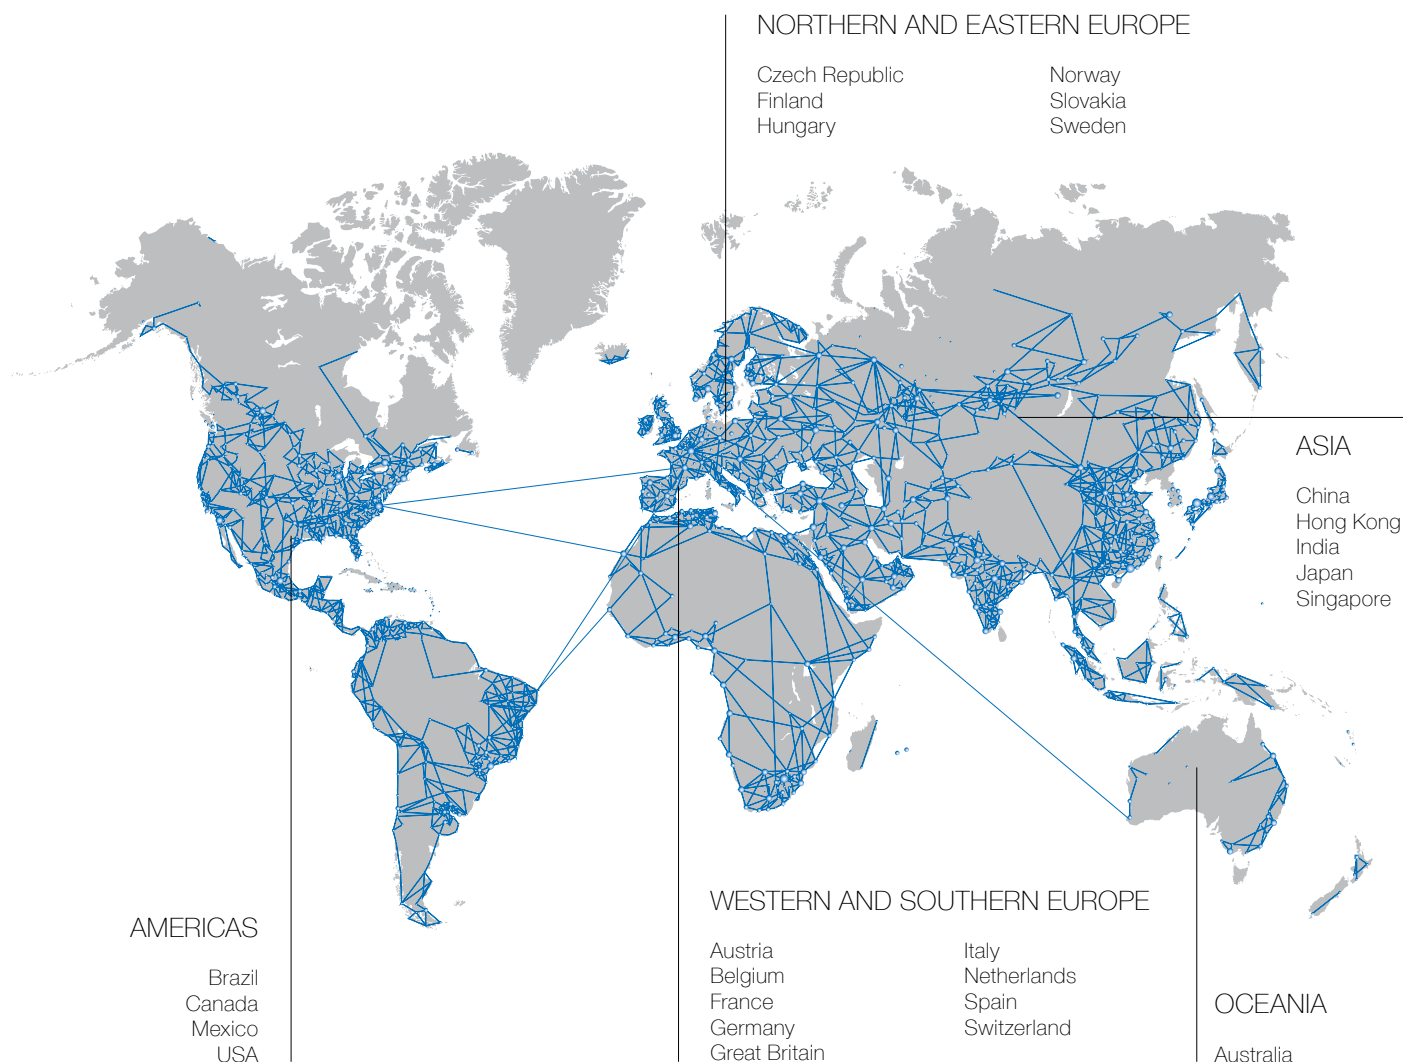 NORTHERN AND EASTERN EUROPE
Czech Republic
Finland
Hungary
Norway
Slovakia
Sweden
ASIA
China
Hong Kong
India
Japan
Singapore
WESTERN AND SOUTHERN EUROPE
Austria
Belgium
France
Germany
Great Britain
Italy
Netherlands
Spain
Switzerland
AMERICAS
Brazil
Canada
Mexico
USA
OCEANIA
Australia